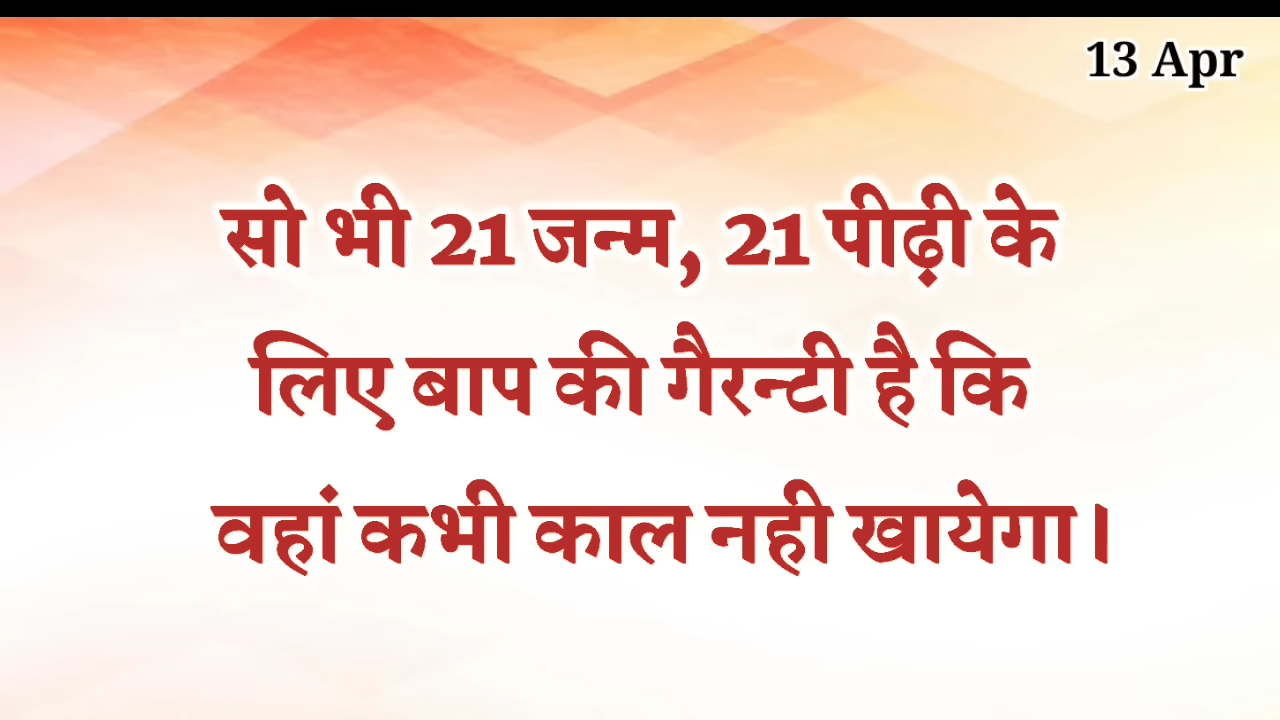 13 Apr
सो भी 21 जन्म, 21 पीढ़ी के
लिए बाप की गैरन्टी है कि
वहां कभी काल नही खायेगा।